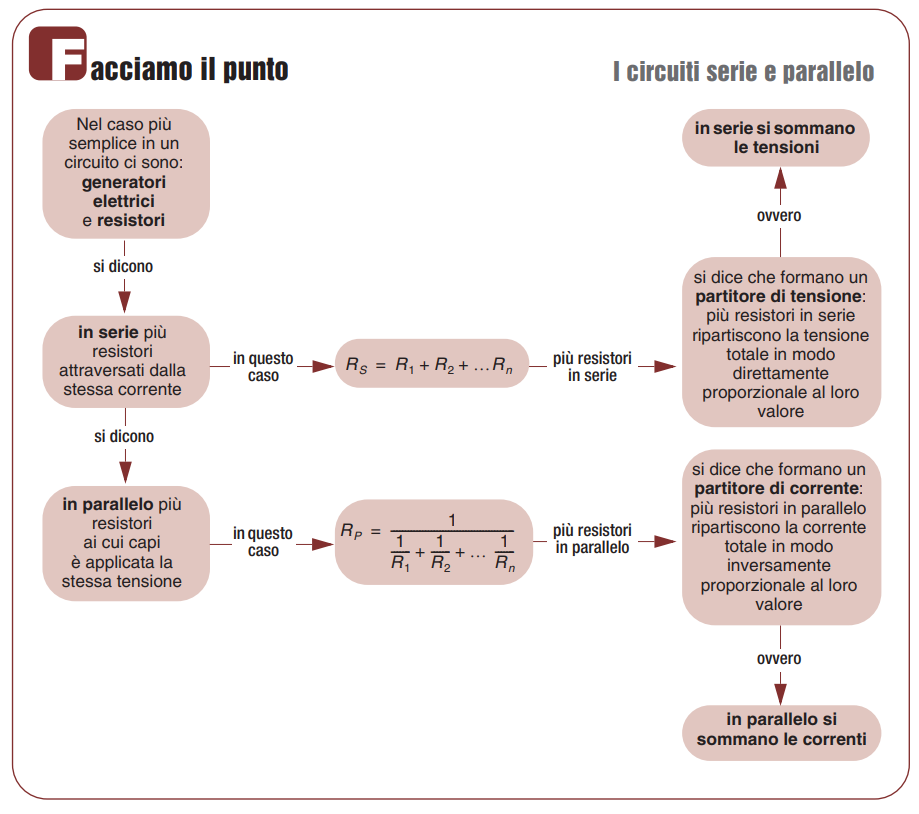 Facciamo il punto
I circuiti serie e parallelo
Nel caso più
semplice in un
circuito ci sono:
generatori
elettrici
e resistori
si dicono
in serie più
resistori
attraversati dalla
stessa corrente
in questo
caso
R_S = R_1 + R_2 + …R_n
più resistori
in serie
si dice che formano un
partitore di tensione:
più resistori in serie
ripartiscono la tensione
totale in modo
direttamente
proporzionale al loro
valore
ovvero
in serie si sommano
le tensioni
si dicono
in parallelo più
resistori
ai cui capi
è applicata la
stessa tensione
in questo
caso
R_P = 1 / (1/R_1 + 1/R_2 + … 1/R_n)
più resistori
in parallelo
si dice che formano un
partitore di corrente:
più resistori in parallelo
ripartiscono la corrente
totale in modo
inversamente
proporzionale al loro
valore
ovvero
in parallelo si
sommano le correnti